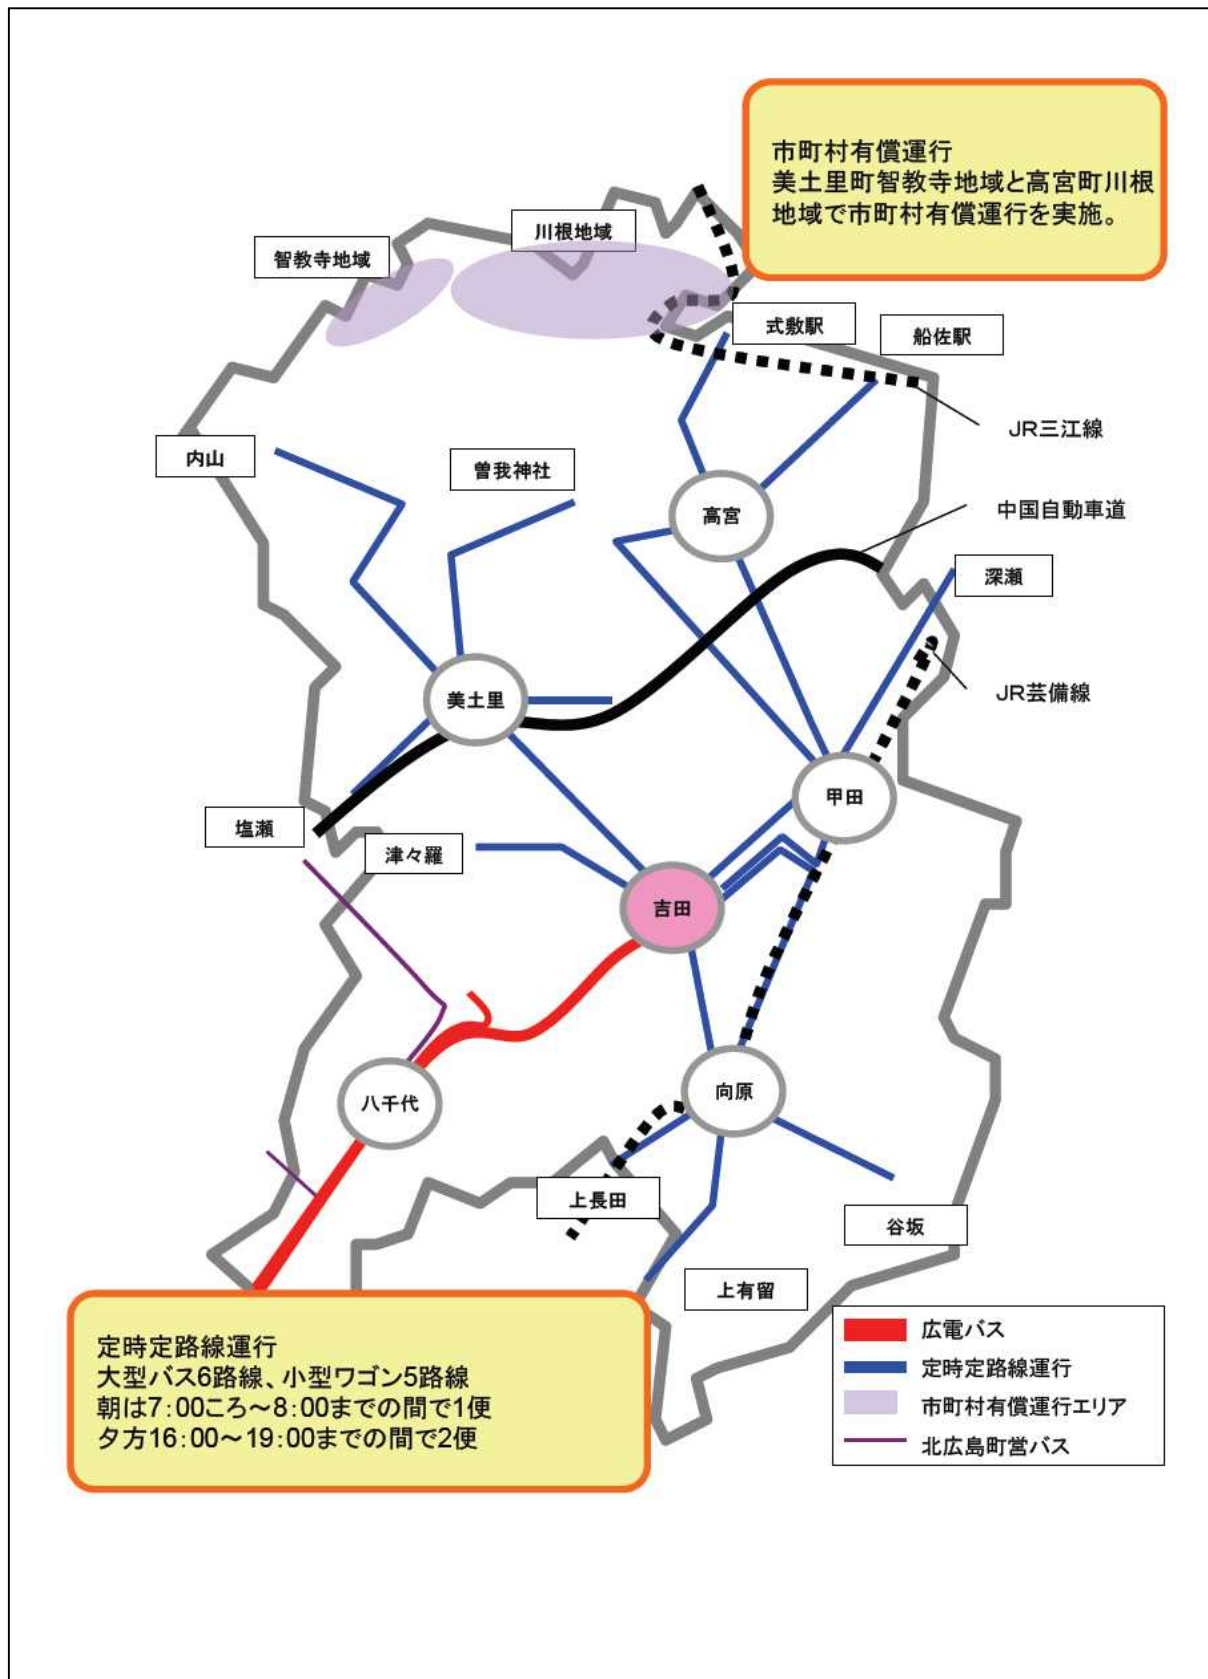 市町村有償運行
美土里町智教寺地域と高宮町川根
地域で市町村有償運行を実施。
川根地域
智教寺地域
式敷駅
船佐駅
JR三江線
内山
曽我神社
高宮
中国自動車道
深瀬
美土里
JR芸備線
甲田
塩瀬
津々羅
吉田
八千代
向原
上長田
谷坂
上有留
定時定路線運行
大型バス6路線、小型ワゴン5路線
朝は7:00ころ~8:00までの間で1便
夕方16:00~19:00までの間で2便
広電バス
定時定路線運行
市町村有償運行エリア
北広島町営バス